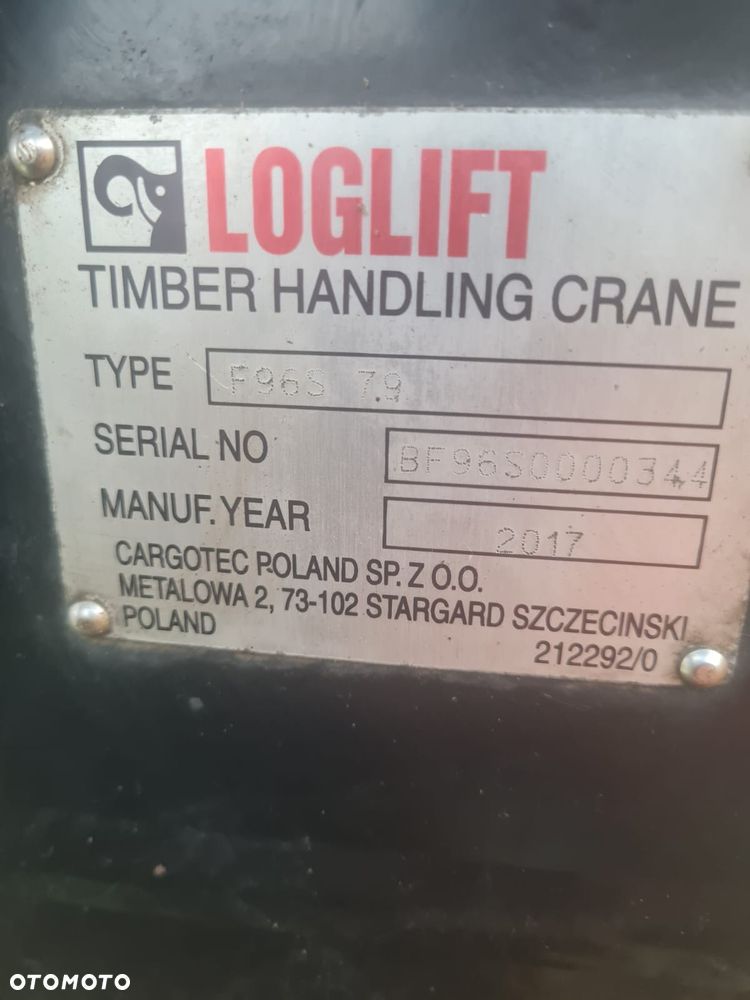 LOGLIFT
TIMBER HANDLING CRANE
TYPE F96S 7.9
SERIAL NO BF96S0000344
MANUF. YEAR 2017
CARGOTEC POLAND SP. Z O.O.
METALOWA 2, 73-102 STARGARD SZCZECINSKI
POLAND
212292/0
OTOMOTO